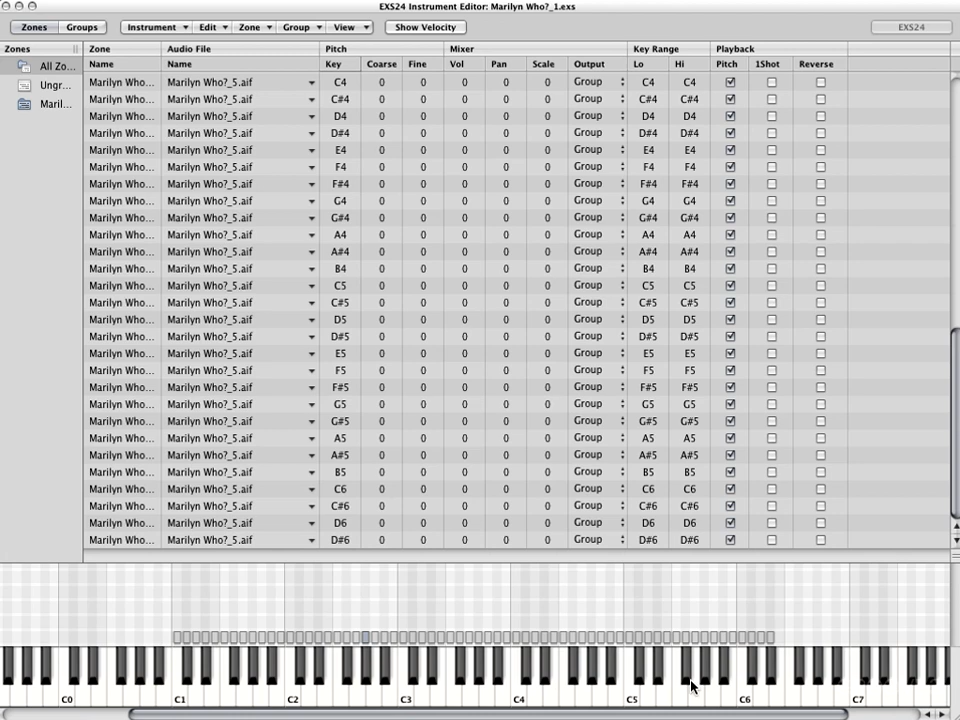 EXS24 Instrument Editor: Marilyn Who?_1.exs
Zones Groups Instrument Edit Zone Group View Show Velocity EXS24
Zones Zone Audio File Pitch Mixer Key Range Playback
Name Name Key Coarse Fine Vol Pan Scale Output Lo Hi Pitch 1Shot Reverse
All Zo...
Ungr...
Maril...
Marilyn Who... Marilyn Who?_5.aif C4 0 0 0 0 0 Group C4 C4
Marilyn Who... Marilyn Who?_5.aif C#4 0 0 0 0 0 Group C#4 C#4
Marilyn Who... Marilyn Who?_5.aif D4 0 0 0 0 0 Group D4 D4
Marilyn Who... Marilyn Who?_5.aif D#4 0 0 0 0 0 Group D#4 D#4
Marilyn Who... Marilyn Who?_5.aif E4 0 0 0 0 0 Group E4 E4
Marilyn Who... Marilyn Who?_5.aif F4 0 0 0 0 0 Group F4 F4
Marilyn Who... Marilyn Who?_5.aif F#4 0 0 0 0 0 Group F#4 F#4
Marilyn Who... Marilyn Who?_5.aif G4 0 0 0 0 0 Group G4 G4
Marilyn Who... Marilyn Who?_5.aif G#4 0 0 0 0 0 Group G#4 G#4
Marilyn Who... Marilyn Who?_5.aif A4 0 0 0 0 0 Group A4 A4
Marilyn Who... Marilyn Who?_5.aif A#4 0 0 0 0 0 Group A#4 A#4
Marilyn Who... Marilyn Who?_5.aif B4 0 0 0 0 0 Group B4 B4
Marilyn Who... Marilyn Who?_5.aif C5 0 0 0 0 0 Group C5 C5
Marilyn Who... Marilyn Who?_5.aif C#5 0 0 0 0 0 Group C#5 C#5
Marilyn Who... Marilyn Who?_5.aif D5 0 0 0 0 0 Group D5 D5
Marilyn Who... Marilyn Who?_5.aif D#5 0 0 0 0 0 Group D#5 D#5
Marilyn Who... Marilyn Who?_5.aif E5 0 0 0 0 0 Group E5 E5
Marilyn Who... Marilyn Who?_5.aif F5 0 0 0 0 0 Group F5 F5
Marilyn Who... Marilyn Who?_5.aif F#5 0 0 0 0 0 Group F#5 F#5
Marilyn Who... Marilyn Who?_5.aif G5 0 0 0 0 0 Group G5 G5
Marilyn Who... Marilyn Who?_5.aif G#5 0 0 0 0 0 Group G#5 G#5
Marilyn Who... Marilyn Who?_5.aif A5 0 0 0 0 0 Group A5 A5
Marilyn Who... Marilyn Who?_5.aif A#5 0 0 0 0 0 Group A#5 A#5
Marilyn Who... Marilyn Who?_5.aif B5 0 0 0 0 0 Group B5 B5
Marilyn Who... Marilyn Who?_5.aif C6 0 0 0 0 0 Group C6 C6
Marilyn Who... Marilyn Who?_5.aif C#6 0 0 0 0 0 Group C#6 C#6
Marilyn Who... Marilyn Who?_5.aif D6 0 0 0 0 0 Group D6 D6
Marilyn Who... Marilyn Who?_5.aif D#6 0 0 0 0 0 Group D#6 D#6
C0 C1 C2 C3 C4 C5 C6 C7